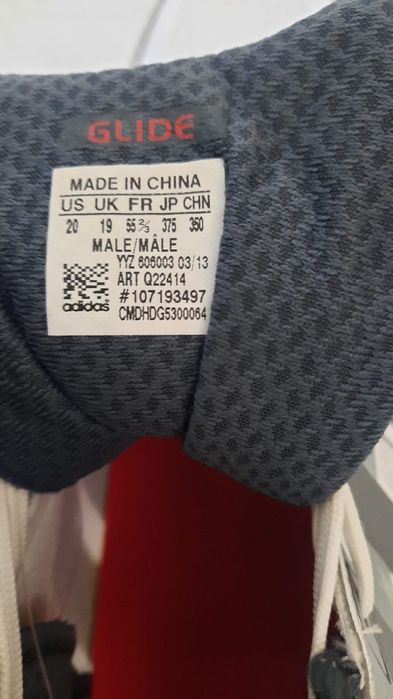 GLIDE
MADE IN CHINA
US UK FR JP CHN
20 19 55⅔ 375 350
MALE/MÂLE
YYZ 606003 03/13
ART Q22414
#107193497
CMDHDG5300064
adidas